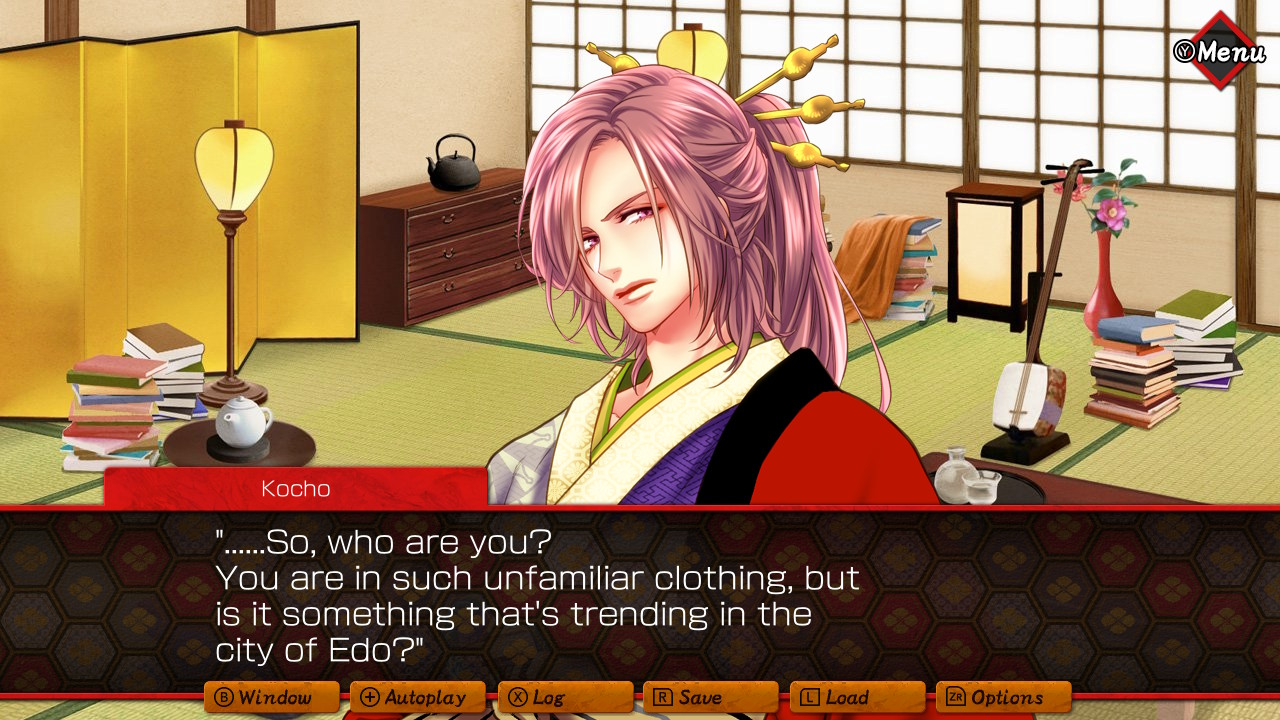 Ⓨ Menu
Kocho
"......So, who are you?
You are in such unfamiliar clothing, but
is it something that's trending in the
city of Edo?"
Ⓑ Window ⊕ Autoplay Ⓧ Log R Save L Load ZR Options